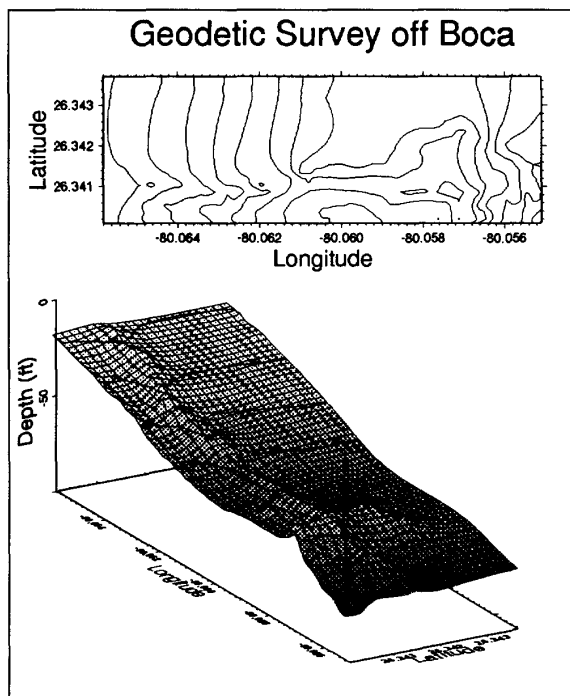 Geodetic Survey off Boca
26.343
26.342
26.341
Latitude
-80.064 -80.062 -80.060 -80.058 -80.056
Longitude
0
-50
Depth (ft)
Longitude
Latitude